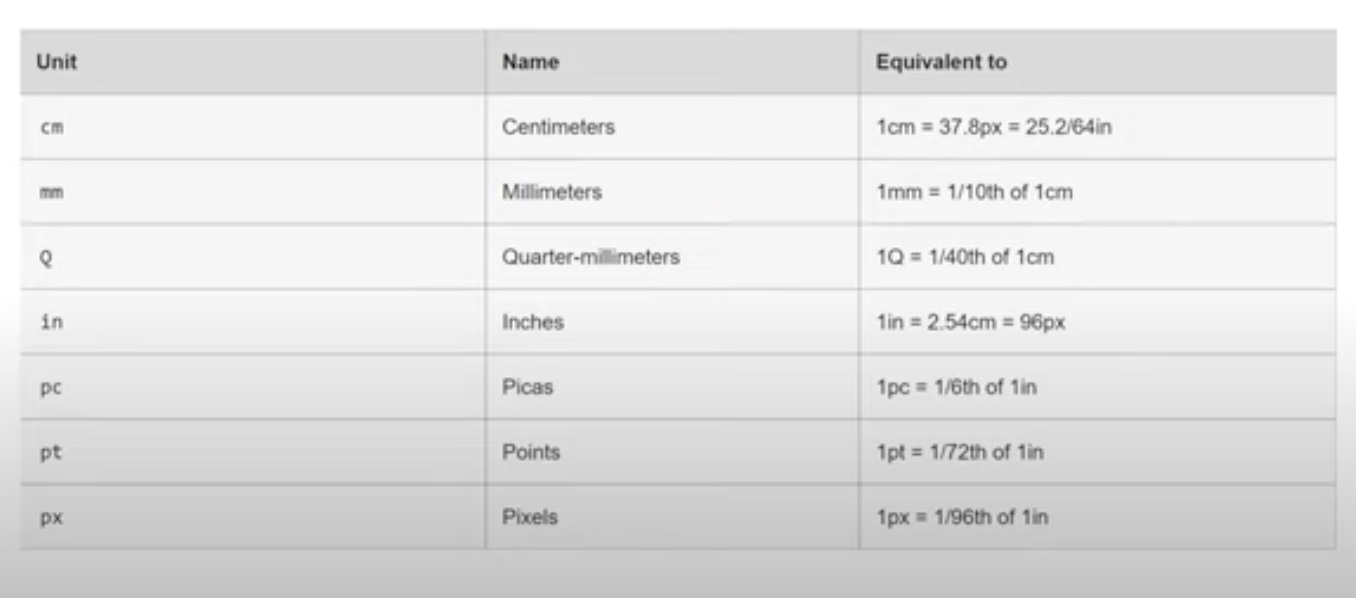 Unit Name Equivalent to
cm Centimeters 1cm = 37.8px = 25.2/64in
mm Millimeters 1mm = 1/10th of 1cm
Q Quarter-millimeters 1Q = 1/40th of 1cm
in Inches 1in = 2.54cm = 96px
pc Picas 1pc = 1/6th of 1in
pt Points 1pt = 1/72th of 1in
px Pixels 1px = 1/96th of 1in